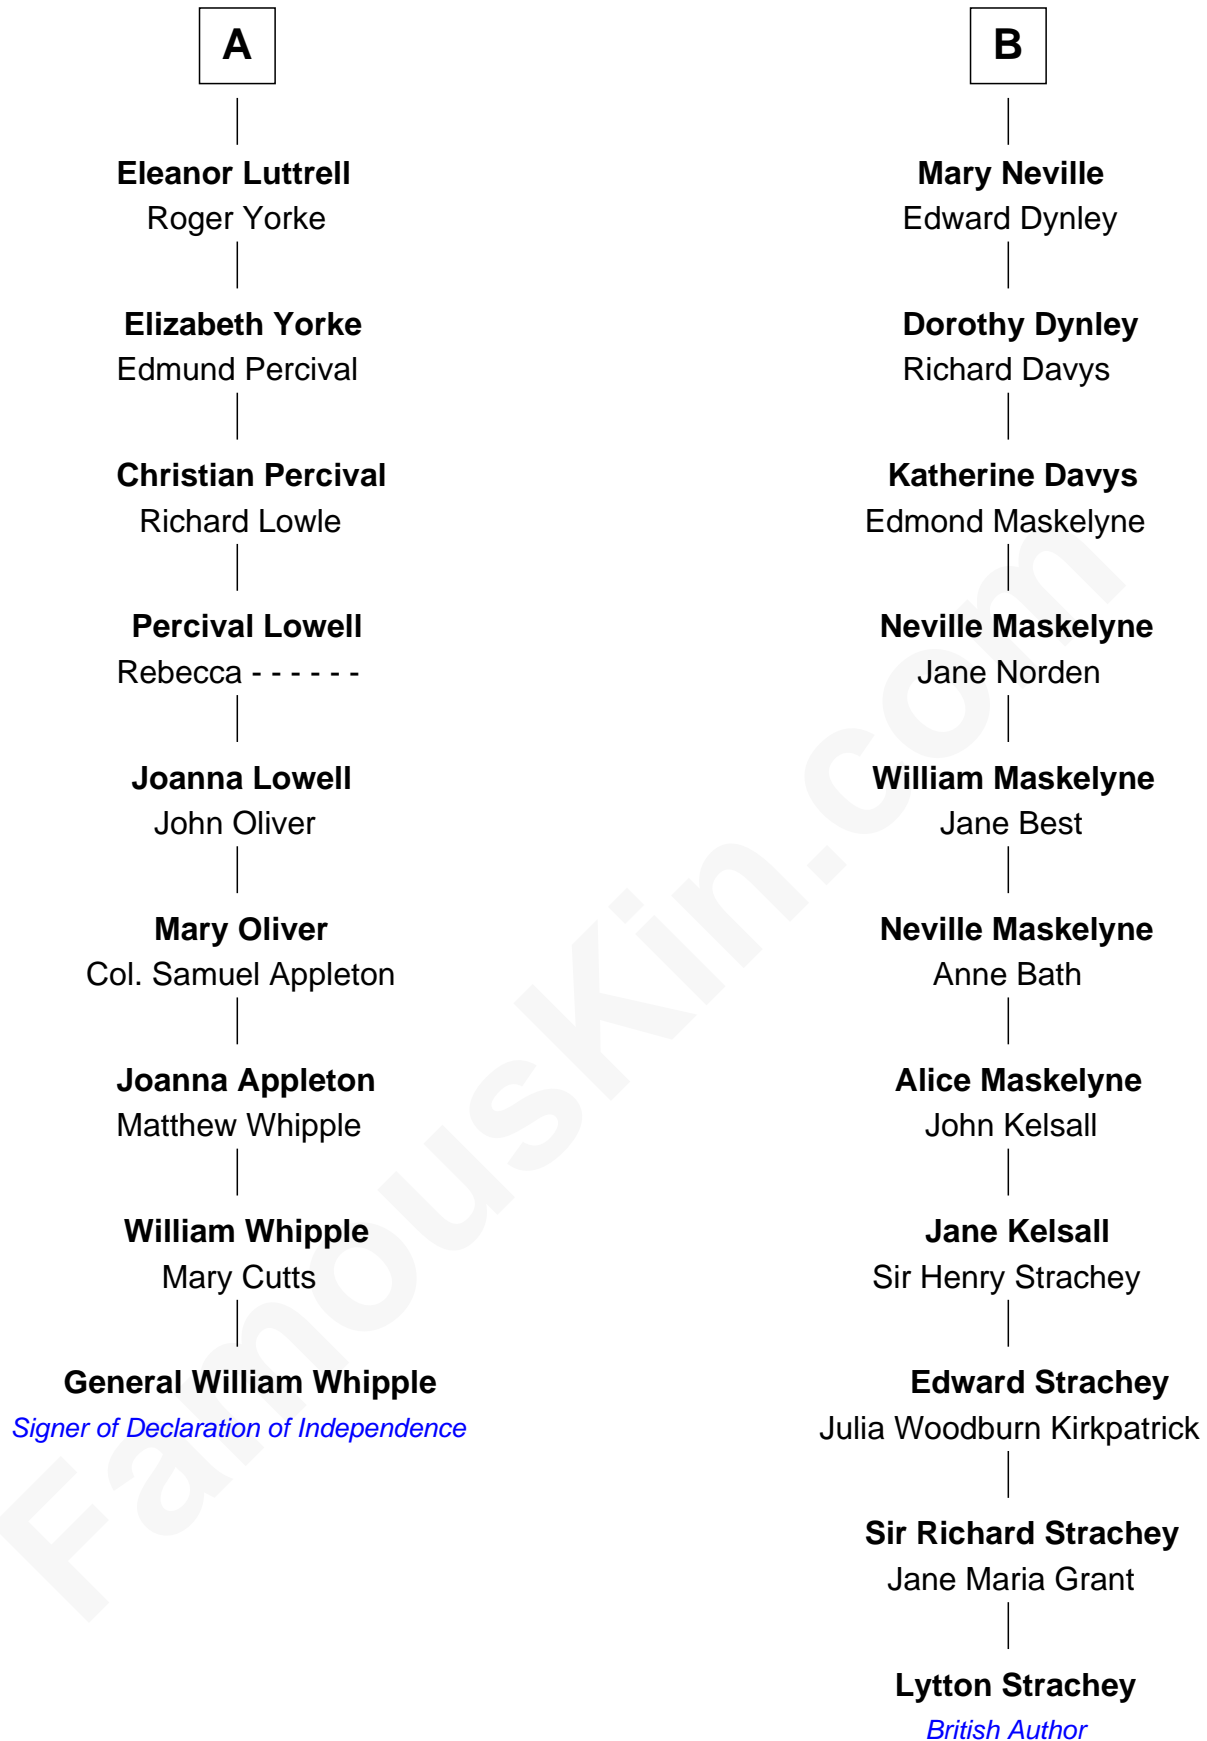 A
Eleanor Luttrell
Roger Yorke
Elizabeth Yorke
Edmund Percival
Christian Percival
Richard Lowle
Percival Lowell
Rebecca - - - - - -
Joanna Lowell
John Oliver
Mary Oliver
Col. Samuel Appleton
Joanna Appleton
Matthew Whipple
William Whipple
Mary Cutts
General William Whipple
Signer of Declaration of Independence
B
Mary Neville
Edward Dynley
Dorothy Dynley
Richard Davys
Katherine Davys
Edmond Maskelyne
Neville Maskelyne
Jane Norden
William Maskelyne
Jane Best
Neville Maskelyne
Anne Bath
Alice Maskelyne
John Kelsall
Jane Kelsall
Sir Henry Strachey
Edward Strachey
Julia Woodburn Kirkpatrick
Sir Richard Strachey
Jane Maria Grant
Lytton Strachey
British Author
FamousKin.com